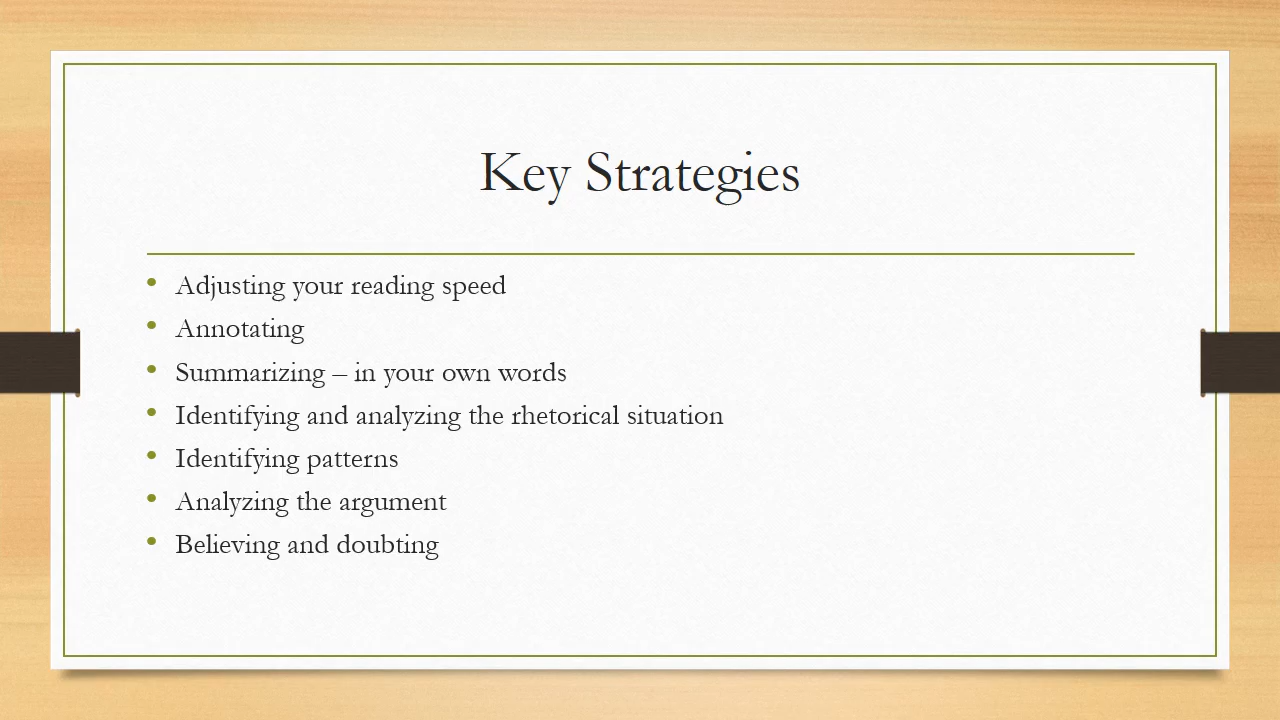 Key Strategies
• Adjusting your reading speed
• Annotating
• Summarizing – in your own words
• Identifying and analyzing the rhetorical situation
• Identifying patterns
• Analyzing the argument
• Believing and doubting